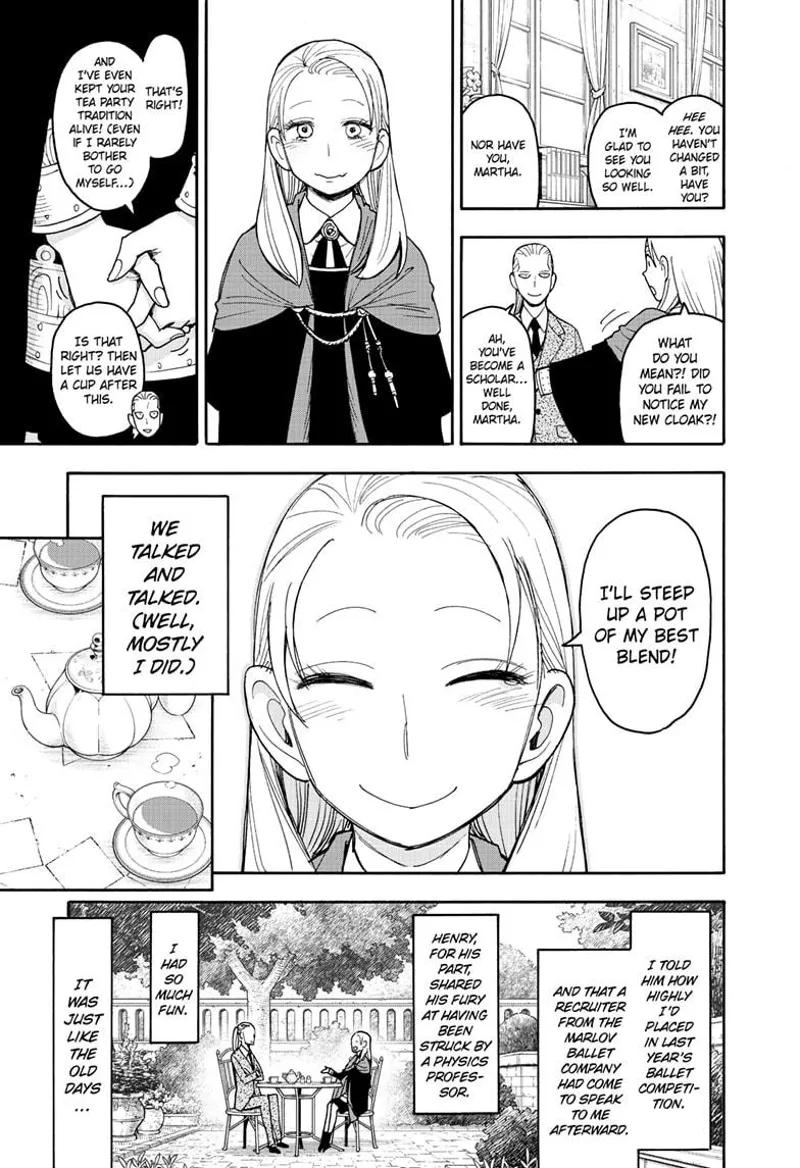 HEE
HEE. YOU
HAVEN'T
CHANGED
A BIT,
HAVE
YOU?
I'M
GLAD TO
SEE YOU
LOOKING
SO WELL.
NOR HAVE
YOU,
MARTHA.
WHAT
DO YOU
MEAN?! DID
YOU FAIL TO
NOTICE MY
NEW CLOAK?!
AH,
YOU'VE
BECOME A
SCHOLAR...
WELL
DONE,
MARTHA.
THAT'S
RIGHT!
AND
I'VE EVEN
KEPT YOUR
TEA PARTY
TRADITION
ALIVE! (EVEN
IF I RARELY
BOTHER
TO GO
MYSELF...)
IS THAT
RIGHT? THEN
LET US HAVE
A CUP AFTER
THIS.
I'LL STEEP
UP A POT
OF MY BEST
BLEND!
WE
TALKED
AND
TALKED.
(WELL,
MOSTLY
I DID.)
I TOLD
HIM HOW
HIGHLY
I'D
PLACED
IN LAST
YEAR'S
BALLET
COMPETI-
TION.
AND THAT A
RECRUITER
FROM THE
MARLOV
BALLET
COMPANY
HAD COME
TO SPEAK
TO ME
AFTERWARD.
HENRY,
FOR HIS
PART,
SHARED
HIS FURY
AT HAVING
BEEN
STRUCK BY
A PHYSICS
PROFES-
SOR.
I
HAD
SO
MUCH
FUN.
IT
WAS
JUST
LIKE
THE
OLD
DAYS
...